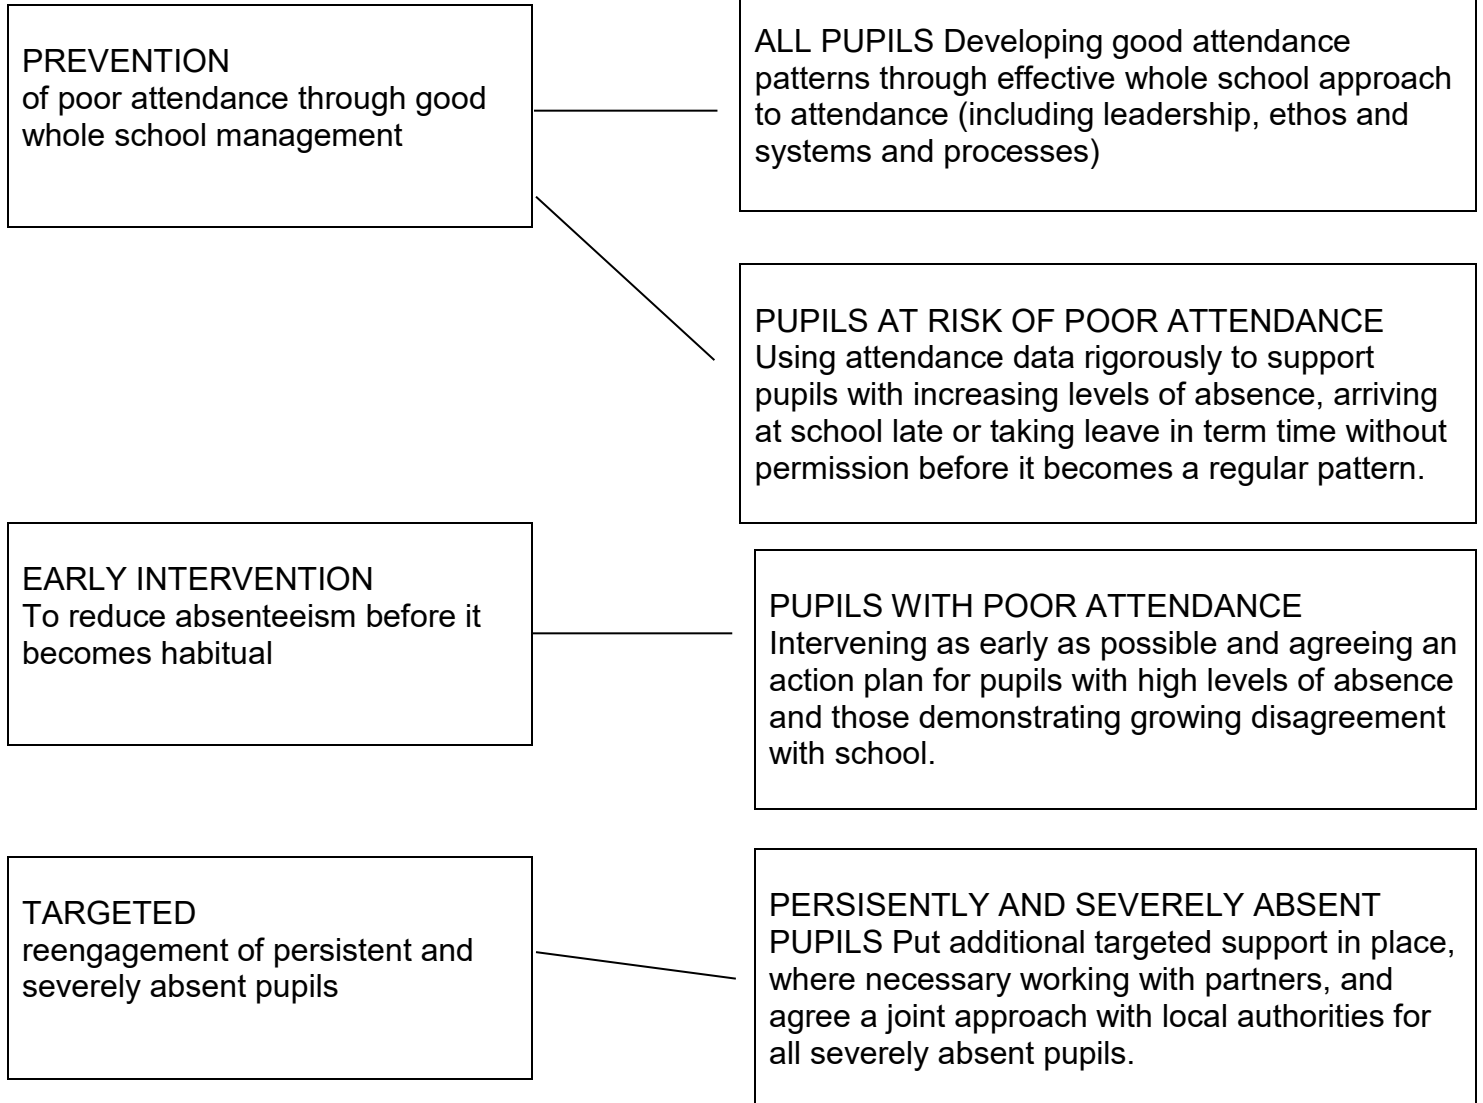 PREVENTION
of poor attendance through good
whole school management
ALL PUPILS Developing good attendance
patterns through effective whole school approach
to attendance (including leadership, ethos and
systems and processes)
PUPILS AT RISK OF POOR ATTENDANCE
Using attendance data rigorously to support
pupils with increasing levels of absence, arriving
at school late or taking leave in term time without
permission before it becomes a regular pattern.
EARLY INTERVENTION
To reduce absenteeism before it
becomes habitual
PUPILS WITH POOR ATTENDANCE
Intervening as early as possible and agreeing an
action plan for pupils with high levels of absence
and those demonstrating growing disagreement
with school.
TARGETED
reengagement of persistent and
severely absent pupils
PERSISENTLY AND SEVERELY ABSENT
PUPILS Put additional targeted support in place,
where necessary working with partners, and
agree a joint approach with local authorities for
all severely absent pupils.